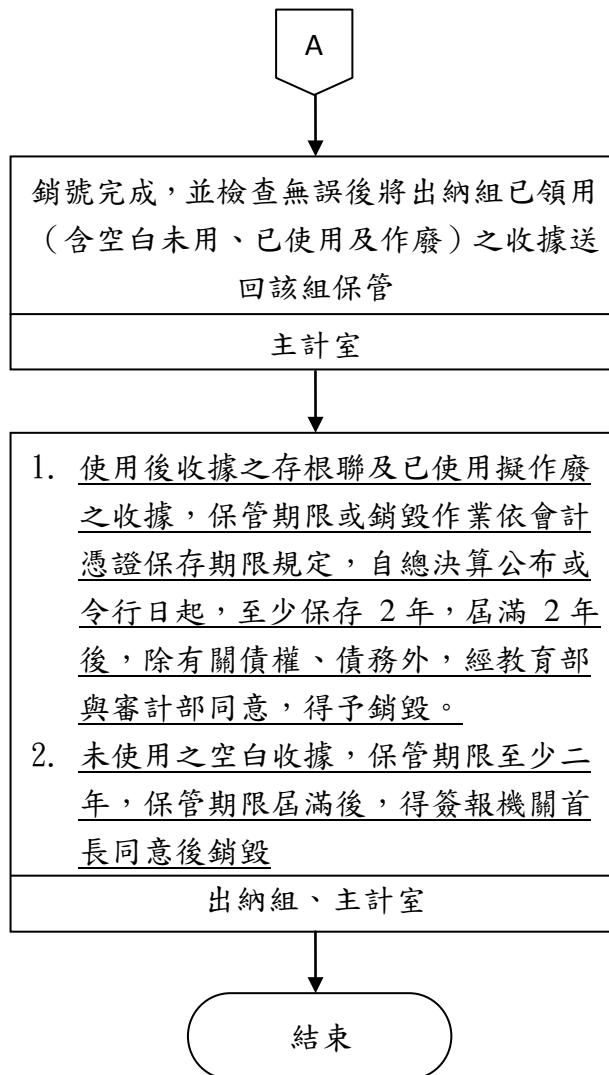 A
銷號完成，並檢查無誤後將出納組已領用
（含空白未用、已使用及作廢）之收據送
回該組保管
主計室
1. 使用後收據之存根聯及已使用擬作廢
之收據，保管期限或銷毀作業依會計
憑證保存期限規定，自總決算公布或
令行日起，至少保存 2 年，屆滿 2 年
後，除有關債權、債務外，經教育部
與審計部同意，得予銷毀。
2. 未使用之空白收據，保管期限至少二
年，保管期限屆滿後，得簽報機關首
長同意後銷毀
出納組、主計室
結束